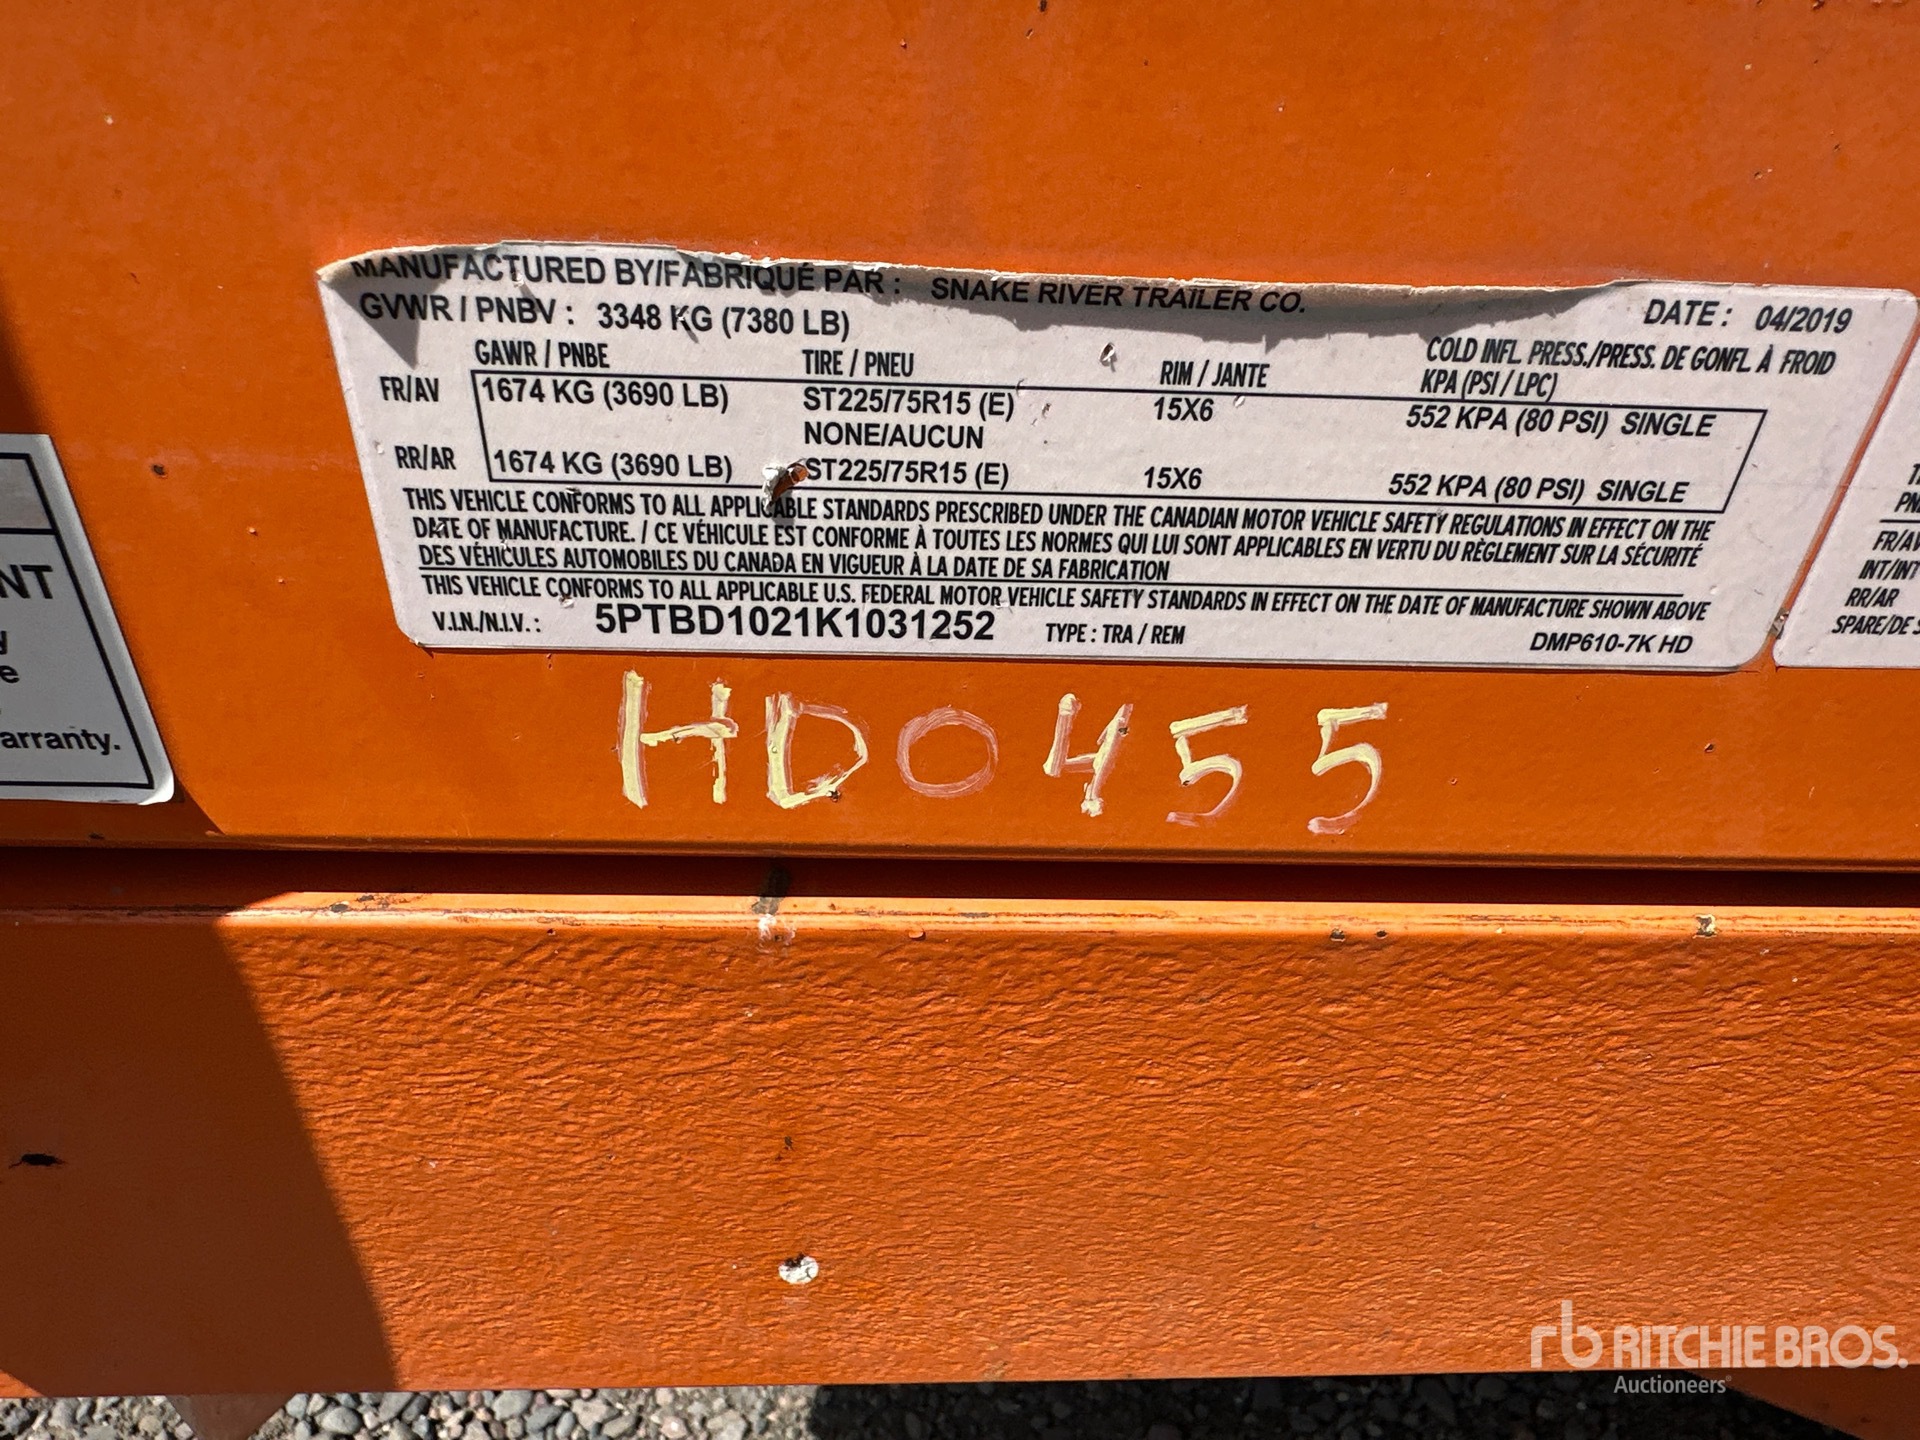 MANUFACTURED BY/FABRIQUÉ PAR : SNAKE RIVER TRAILER CO.
GVWR / PNBV : 3348 KG (7380 LB) DATE : 04/2019
GAWR / PNBE TIRE / PNEU RIM / JANTE COLD INFL. PRESS./PRESS. DE GONFL. À FROID
KPA (PSI / LPC)
FR/AV 1674 KG (3690 LB) ST225/75R15 (E) 15X6 552 KPA (80 PSI) SINGLE
NONE/AUCUN
RR/AR 1674 KG (3690 LB) ST225/75R15 (E) 15X6 552 KPA (80 PSI) SINGLE
THIS VEHICLE CONFORMS TO ALL APPLICABLE STANDARDS PRESCRIBED UNDER THE CANADIAN MOTOR VEHICLE SAFETY REGULATIONS IN EFFECT ON THE
DATE OF MANUFACTURE. / CE VÉHICULE EST CONFORME À TOUTES LES NORMES QUI LUI SONT APPLICABLES EN VERTU DU RÈGLEMENT SUR LA SÉCURITÉ
DES VÉHICULES AUTOMOBILES DU CANADA EN VIGUEUR À LA DATE DE SA FABRICATION
THIS VEHICLE CONFORMS TO ALL APPLICABLE U.S. FEDERAL MOTOR VEHICLE SAFETY STANDARDS IN EFFECT ON THE DATE OF MANUFACTURE SHOWN ABOVE
V.I.N./N.I.V. : 5PTBD1021K1031252 TYPE : TRA / REM DMP610-7K HD
FR/AV
INT/INT
RR/AR
SPARE/DE S
NT
y
e
arranty.
HD0455
rb RITCHIE BROS.
Auctioneers